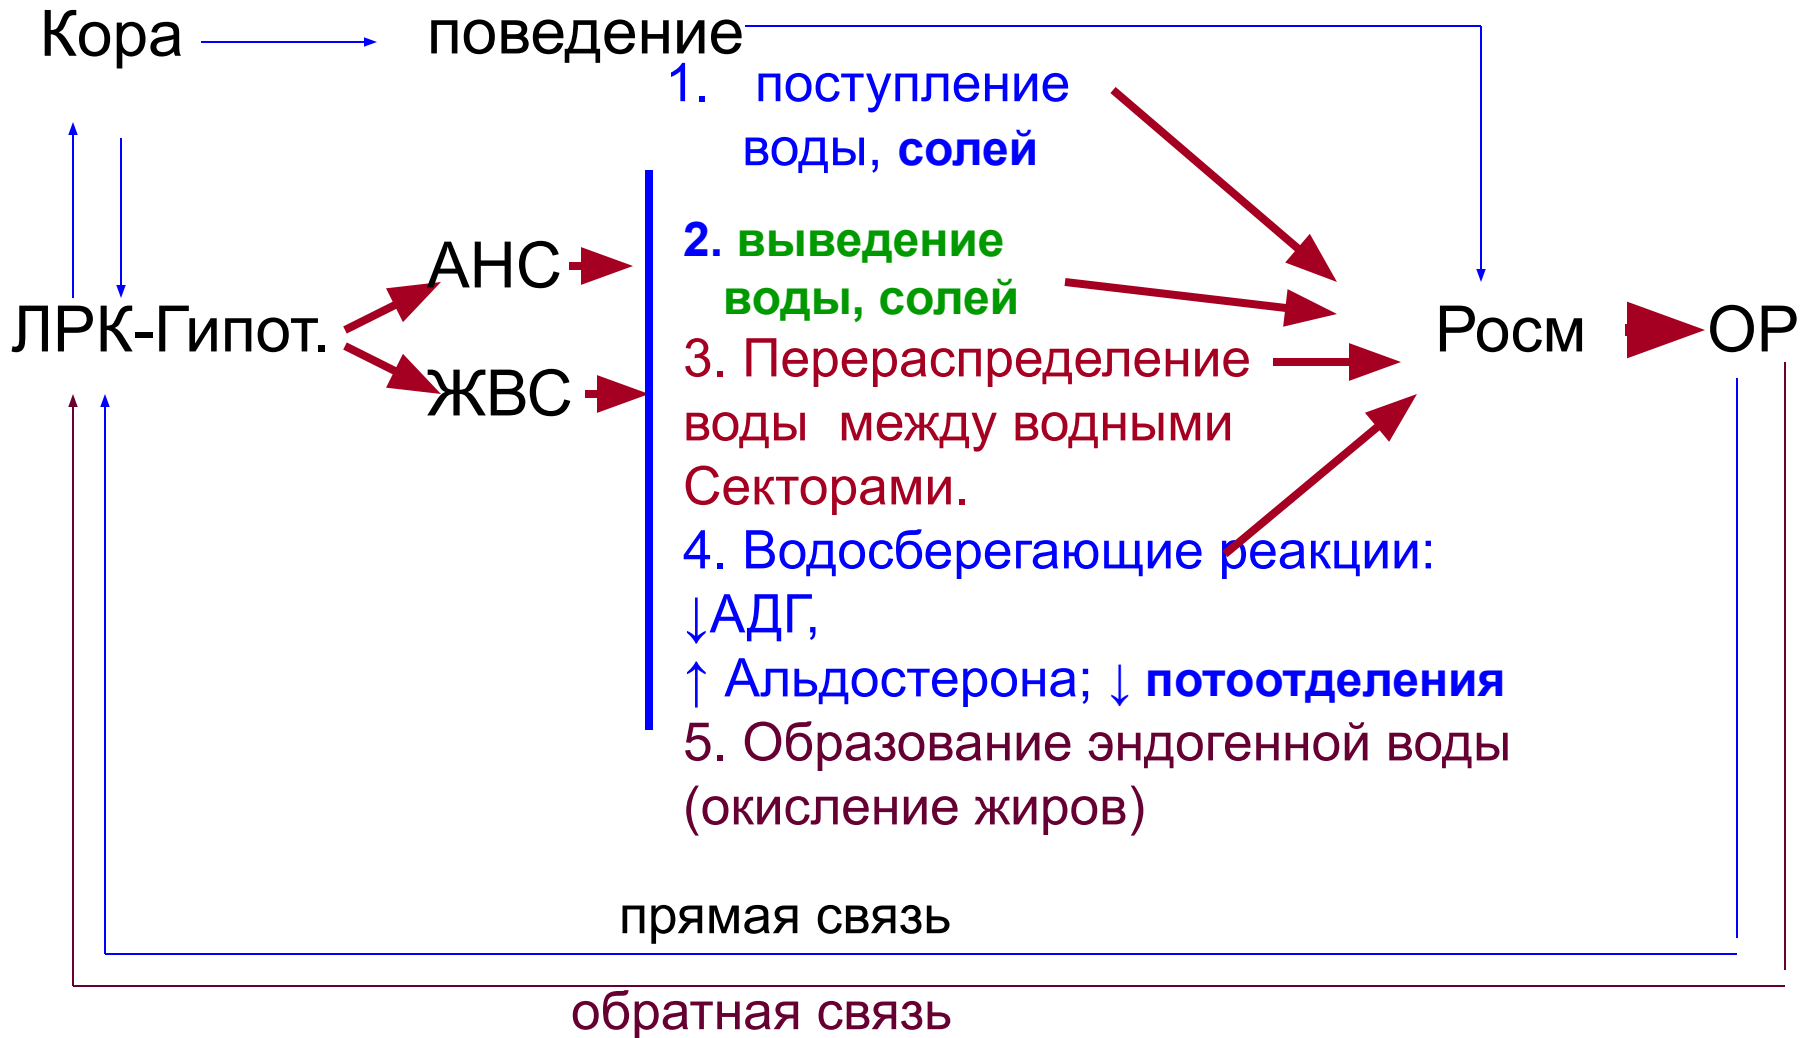 Кора
поведение
1. поступление
воды, солей
2. выведение
воды, солей
АНС
ЛРК-Гипот.
ЖВС
3. Перераспределение
воды между водными
Секторами.
Росм
ОР
4. Водосберегающие реакции:
↓АДГ,
↑ Альдостерона; ↓ потоотделения
5. Образование эндогенной воды
(окисление жиров)
прямая связь
обратная связь